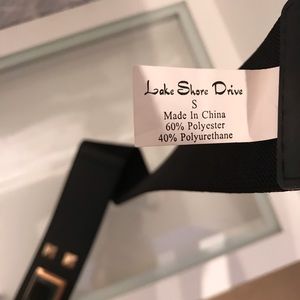 Lake Shore Drive
S
Made In China
60% Polyester
40% Polyurethane